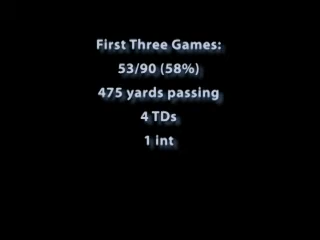 First Three Games:
53/90 (58%)
475 yards passing
4 TDs
1 int